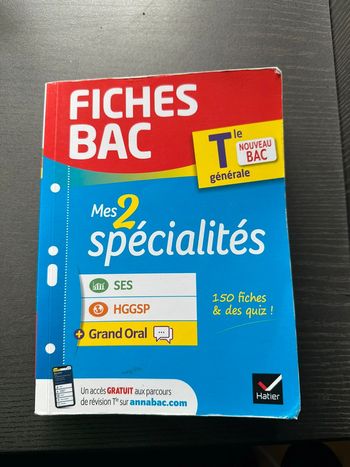 FICHES
BAC
Tle
NOUVEAU
BAC
générale
Mes 2
spécialités
SES
HGGSP
+ Grand Oral
150 fiches
& des quiz !
Un accès GRATUIT aux parcours
de révision Tle sur annabac.com
Hatier